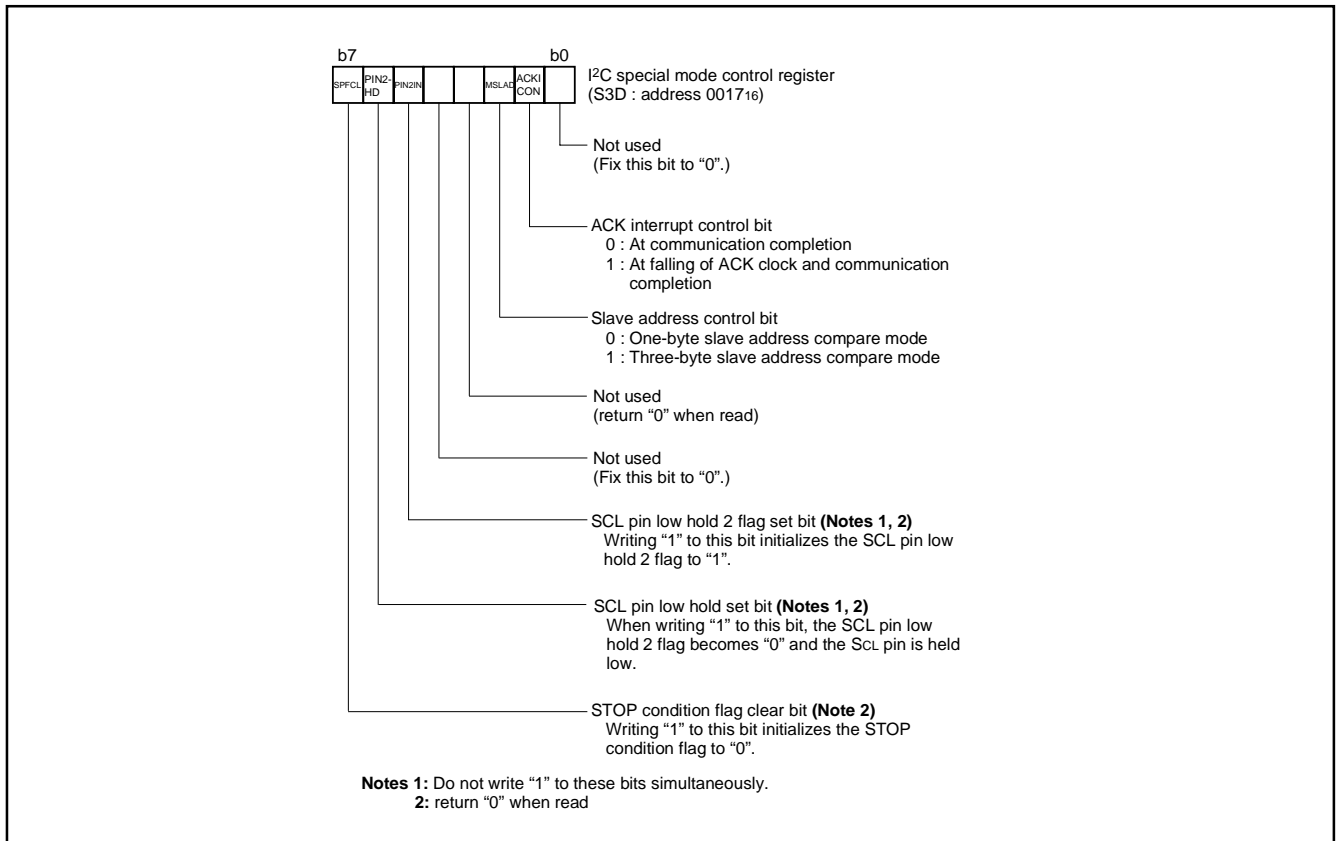 b7 b0
SPFCL PIN2-HD PIN2IN MSLAD ACKI CON
I2C special mode control register
(S3D : address 001716)
Not used
(Fix this bit to “0”.)
ACK interrupt control bit
0 : At communication completion
1 : At falling of ACK clock and communication
completion
Slave address control bit
0 : One-byte slave address compare mode
1 : Three-byte slave address compare mode
Not used
(return “0” when read)
Not used
(Fix this bit to “0”.)
SCL pin low hold 2 flag set bit (Notes 1, 2)
Writing “1” to this bit initializes the SCL pin low
hold 2 flag to “1”.
SCL pin low hold set bit (Notes 1, 2)
When writing “1” to this bit, the SCL pin low
hold 2 flag becomes “0” and the SCL pin is held
low.
STOP condition flag clear bit (Note 2)
Writing “1” to this bit initializes the STOP
condition flag to “0”.
Notes 1: Do not write “1” to these bits simultaneously.
2: return “0” when read